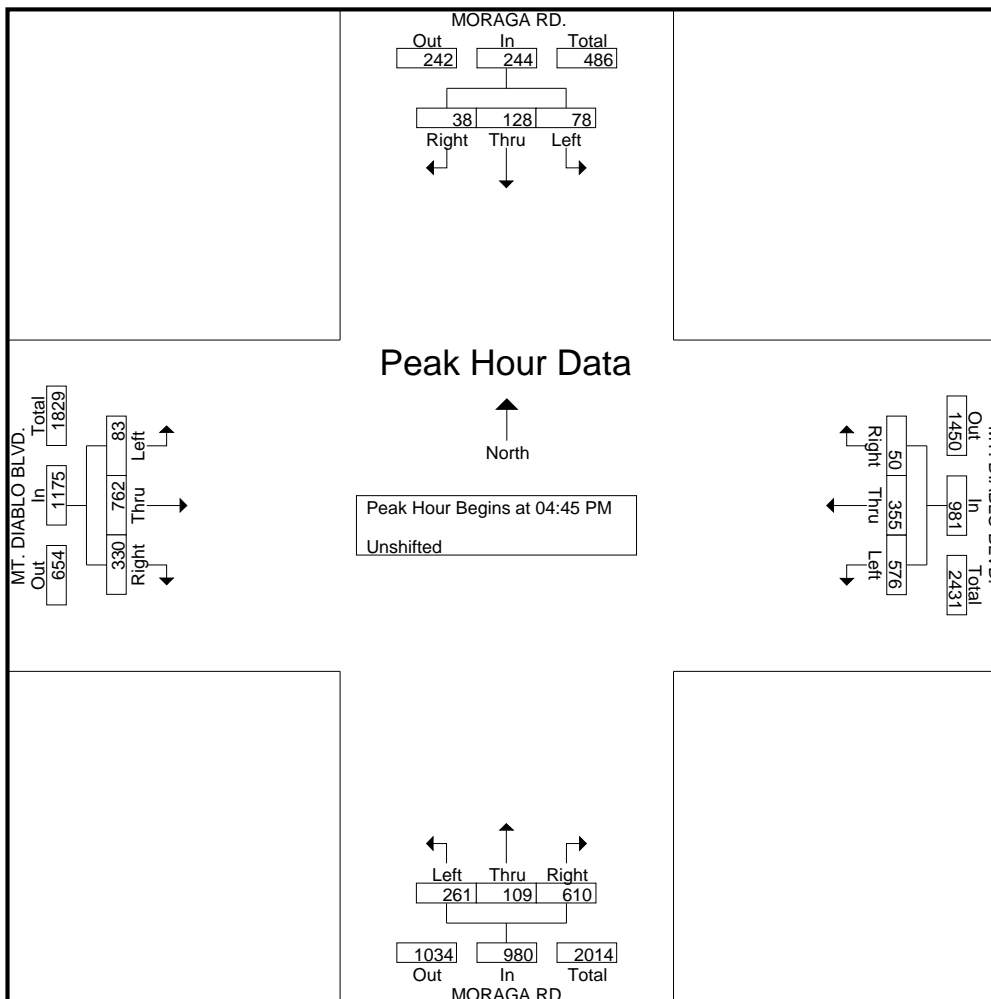 MORAGA RD.
Out In Total
242 244 486
38 128 78
Right Thru Left
Peak Hour Data
North
Peak Hour Begins at 04:45 PM
Unshifted
MT. DIABLO BLVD.
Total In Out
1829 1175 654
83 762 330
Left Thru Right
Right Thru Left
50 355 576
Out In Total
1450 981 2431
Left Thru Right
261 109 610
1034 980 2014
Out In Total
MORAGA RD.